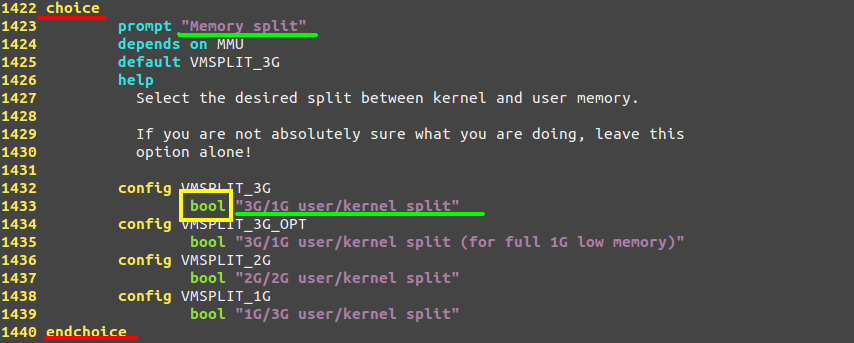 1422 choice
1423 prompt "Memory split"
1424 depends on MMU
1425 default VMSPLIT_3G
1426 help
1427 Select the desired split between kernel and user memory.
1428
1429 If you are not absolutely sure what you are doing, leave this
1430 option alone!
1431
1432 config VMSPLIT_3G
1433 bool "3G/1G user/kernel split"
1434 config VMSPLIT_3G_OPT
1435 bool "3G/1G user/kernel split (for full 1G low memory)"
1436 config VMSPLIT_2G
1437 bool "2G/2G user/kernel split"
1438 config VMSPLIT_1G
1439 bool "1G/3G user/kernel split"
1440 endchoice